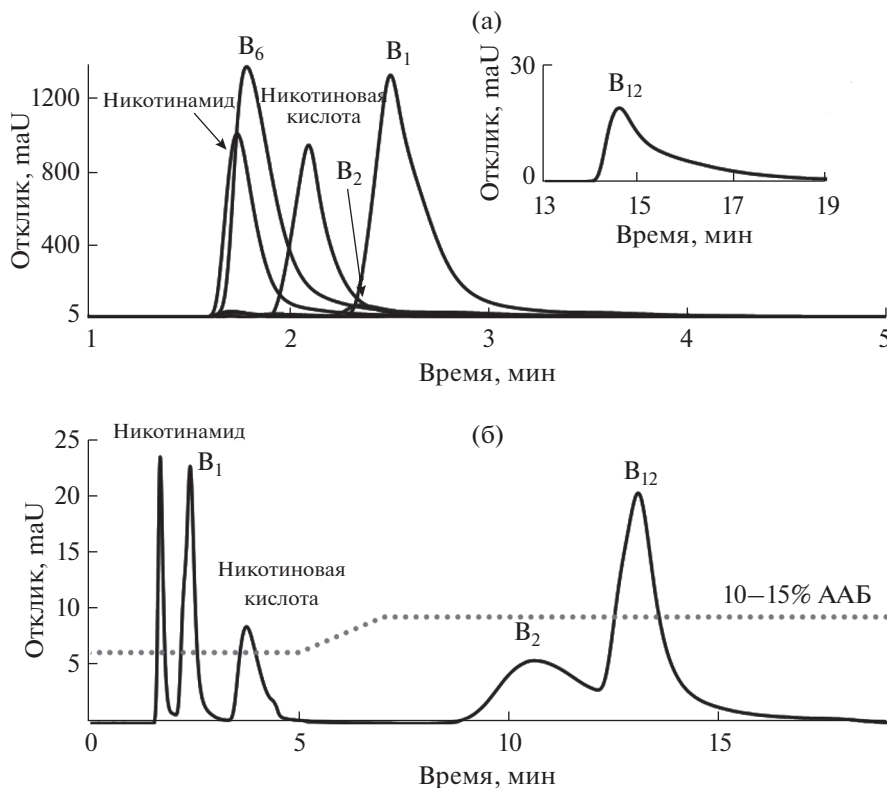 (а)
B6
B1
Никотинамид
Никотиновая
кислота
B2
Отклик, maU
1200
800
400
5
1
2
3
4
5
Время, мин
30
B12
Отклик, maU
0
13
15
17
19
Время, мин
(б)
Никотинамид
B1
B12
Никотиновая
кислота
B2
10–15% ААБ
Отклик, maU
25
20
15
10
5
0
5
10
15
Время, мин